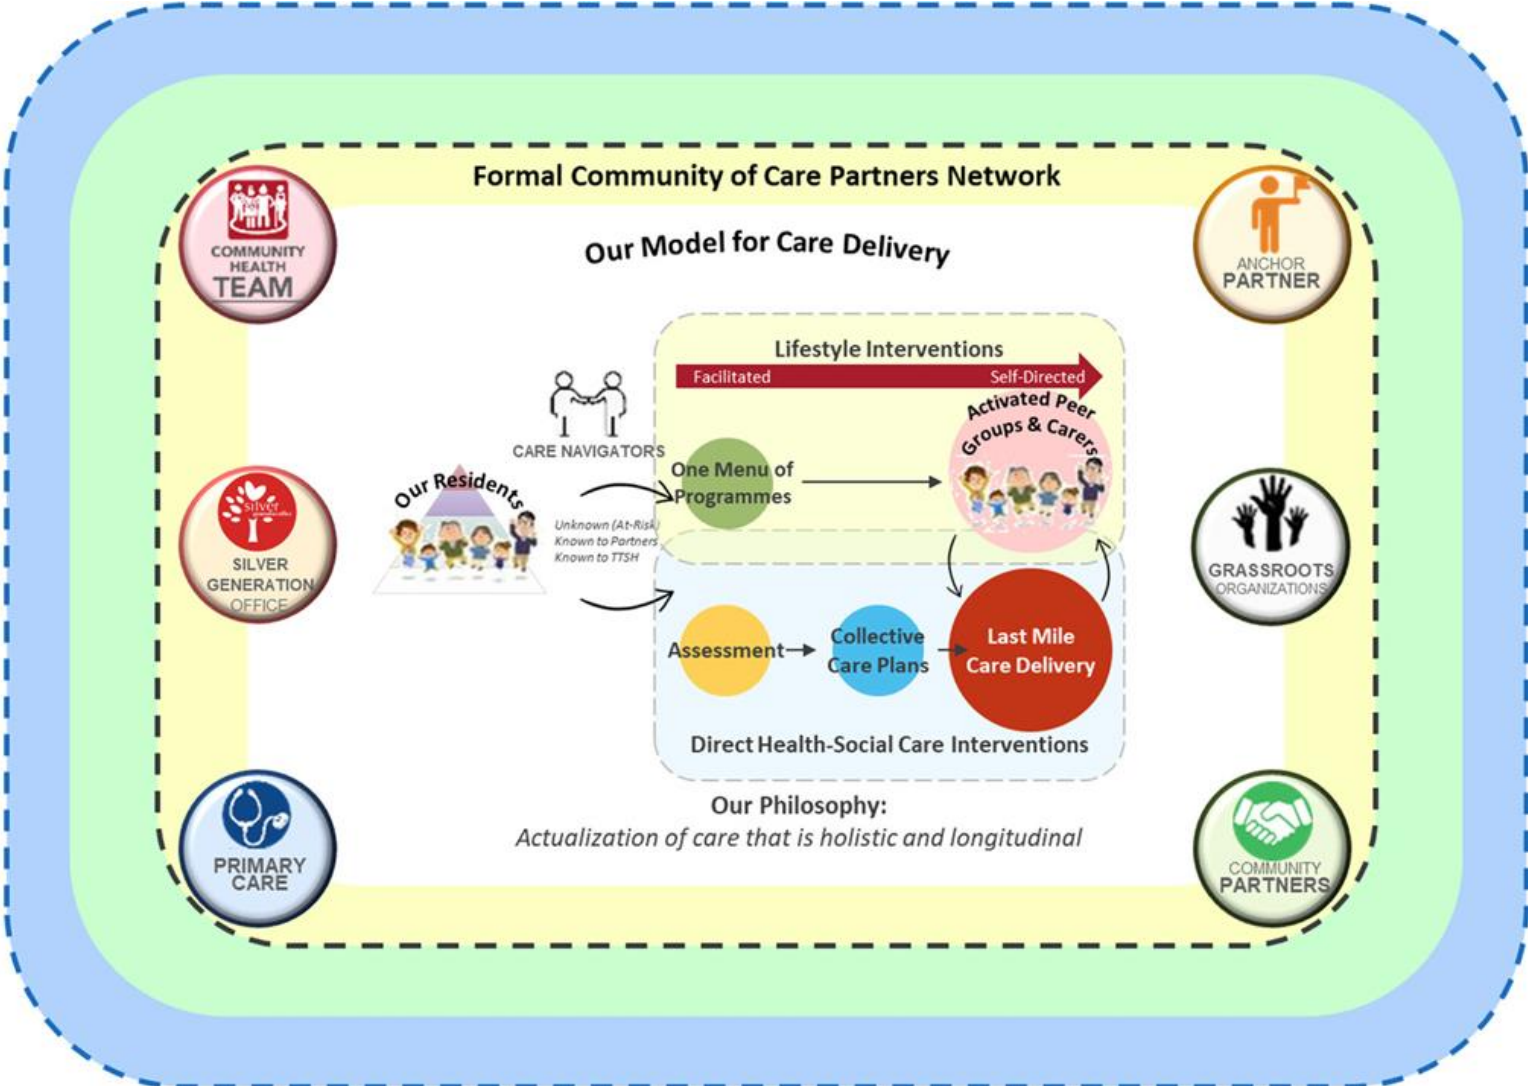 Formal Community of Care Partners Network
Our Model for Care Delivery
COMMUNITY
HEALTH
TEAM
ANCHOR
PARTNER
Lifestyle Interventions
Facilitated
Self-Directed
Activated Peer
Groups & Carers
CARE NAVIGATORS
One Menu of
Programmes
Our Residents
Unknown (At-Risk)
Known to Partners
Known to TTSH
silver
SILVER
GENERATION
OFFICE
GRASSROOTS
ORGANIZATIONS
Assessment
Collective
Care Plans
Last Mile
Care Delivery
Direct Health-Social Care Interventions
Our Philosophy:
Actualization of care that is holistic and longitudinal
PRIMARY
CARE
COMMUNITY
PARTNERS